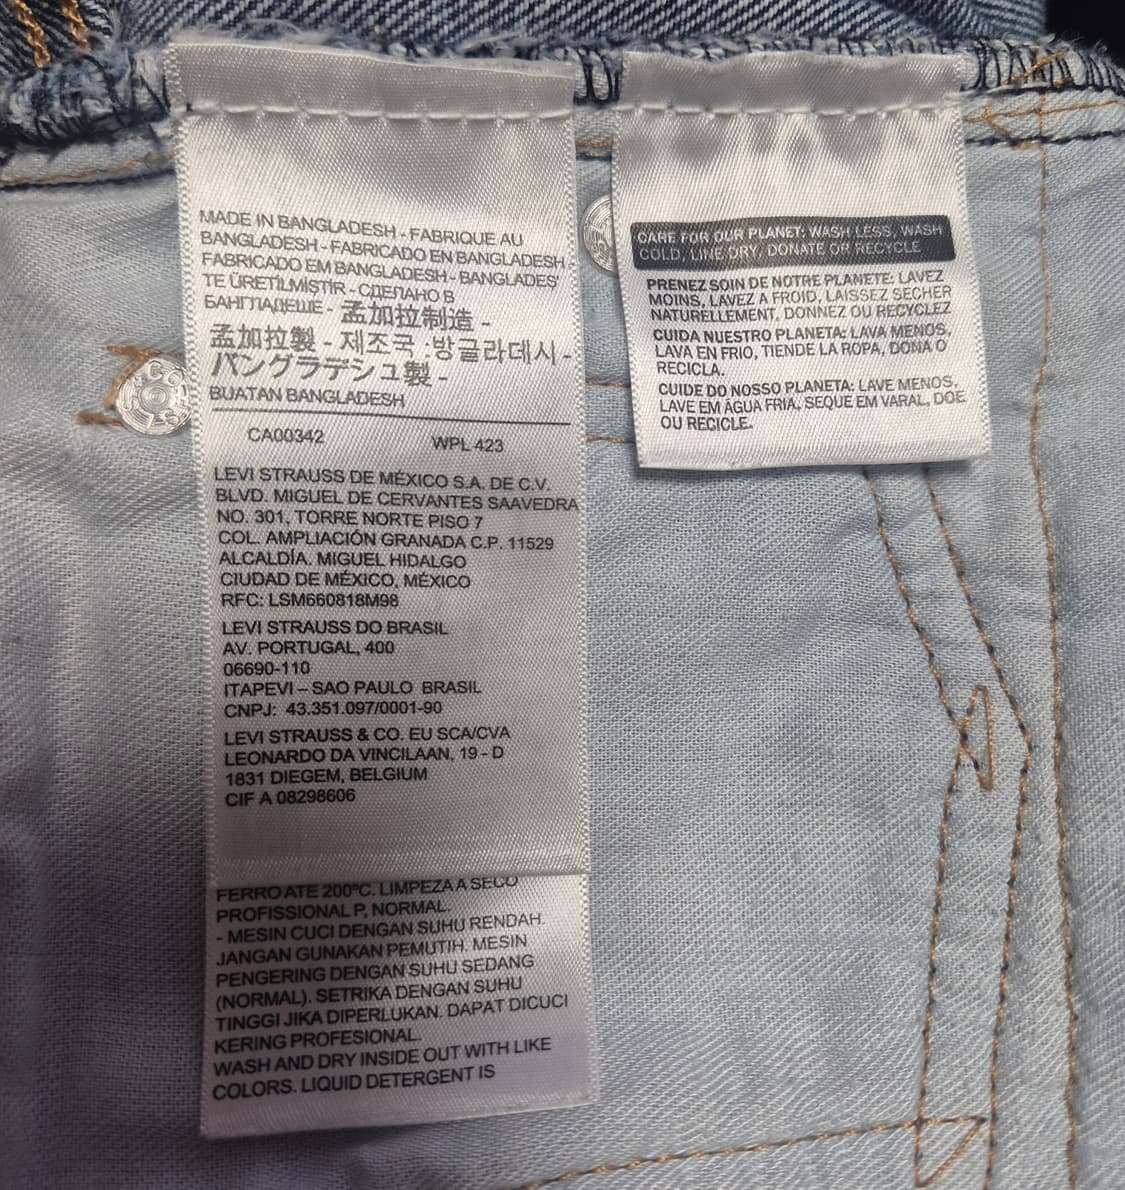 MADE IN BANGLADESH - FABRIQUE AU
BANGLADESH - FABRICADO EN BANGLADESH -
FABRICADO EM BANGLADESH - BANGLADES'
TE ÜRETİLMİŞTİR - СДЕЛАНО В
БАНГЛАДЕШЕ - 孟加拉制造 -
孟加拉製 - 제조국 :방글라데시 -
バングラデシュ製 -
BUATAN BANGLADESH
CA00342 WPL 423
LEVI STRAUSS DE MÉXICO S.A. DE C.V.
BLVD. MIGUEL DE CERVANTES SAAVEDRA
NO. 301, TORRE NORTE PISO 7
COL. AMPLIACIÓN GRANADA C.P. 11529
ALCALDÍA. MIGUEL HIDALGO
CIUDAD DE MÉXICO, MÉXICO
RFC: LSM660818M98
LEVI STRAUSS DO BRASIL
AV. PORTUGAL, 400
06690-110
ITAPEVI – SAO PAULO BRASIL
CNPJ: 43.351.097/0001-90
LEVI STRAUSS & CO. EU SCA/CVA
LEONARDO DA VINCILAAN, 19 - D
1831 DIEGEM, BELGIUM
CIF A 08298606
FERRO ATE 200ºC. LIMPEZA A SECO
PROFISSIONAL P, NORMAL.
- MESIN CUCI DENGAN SUHU RENDAH.
JANGAN GUNAKAN PEMUTIH. MESIN
PENGERING DENGAN SUHU SEDANG
(NORMAL). SETRIKA DENGAN SUHU
TINGGI JIKA DIPERLUKAN. DAPAT DICUCI
KERING PROFESIONAL.
WASH AND DRY INSIDE OUT WITH LIKE
COLORS. LIQUID DETERGENT IS
CARE FOR OUR PLANET: WASH LESS, WASH
COLD, LINE DRY, DONATE OR RECYCLE
PRENEZ SOIN DE NOTRE PLANETE: LAVEZ
MOINS, LAVEZ A FROID, LAISSEZ SECHER
NATURELLEMENT, DONNEZ OU RECYCLEZ
CUIDA NUESTRO PLANETA: LAVA MENOS,
LAVA EN FRIO, TIENDE LA ROPA, DONA O
RECICLA.
CUIDE DO NOSSO PLANETA: LAVE MENOS,
LAVE EM ÁGUA FRIA, SEQUE EM VARAL, DOE
OU RECICLE.